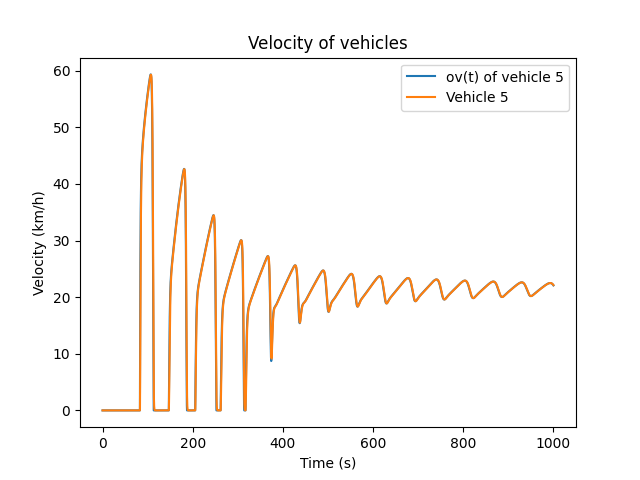 Velocity of vehicles
ov(t) of vehicle 5
Vehicle 5
Velocity (km/h)
60
50
40
30
20
10
0
0 200 400 600 800 1000
Time (s)